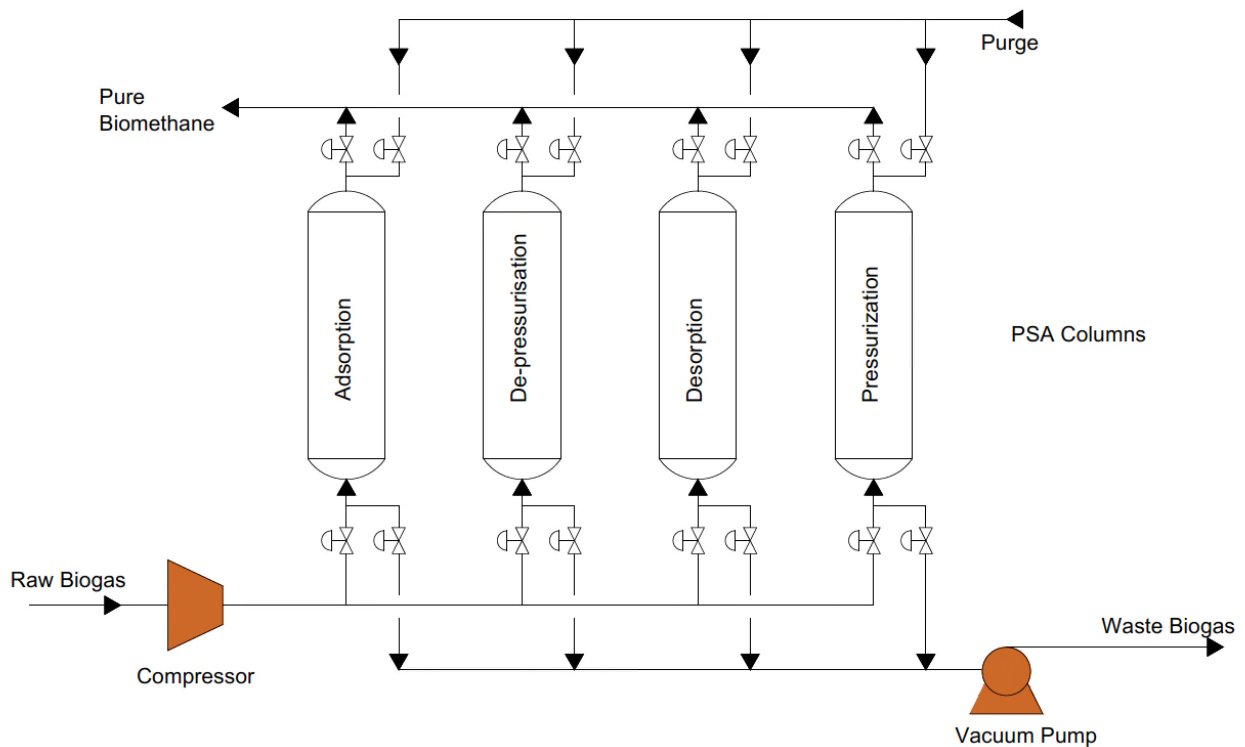 Purge
Pure
Biomethane
Adsorption
De-pressurisation
Desorption
Pressurization
PSA Columns
Raw Biogas
Compressor
Waste Biogas
Vacuum Pump